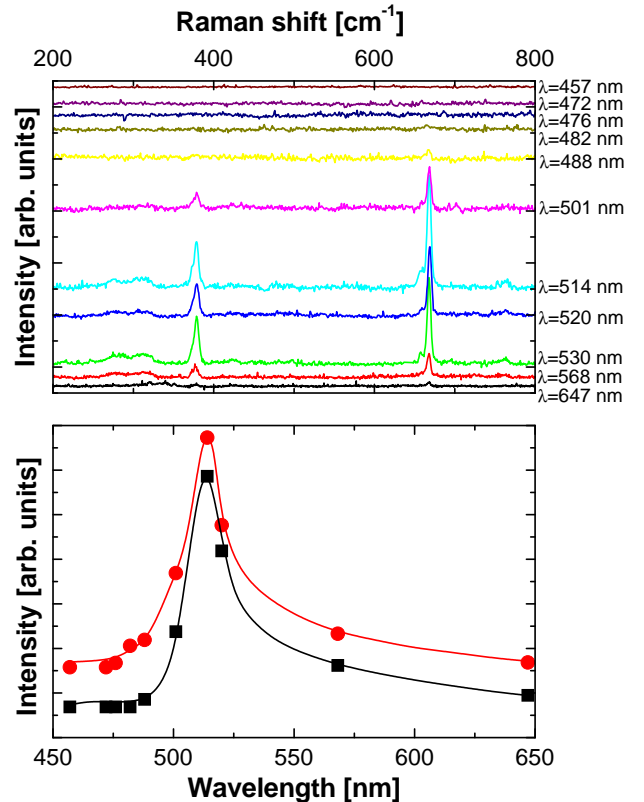 Raman shift [cm⁻¹]
200 400 600 800
Intensity [arb. units]
λ=457 nm
λ=472 nm
λ=476 nm
λ=482 nm
λ=488 nm
λ=501 nm
λ=514 nm
λ=520 nm
λ=530 nm
λ=568 nm
λ=647 nm
Intensity [arb. units]
450 500 550 600 650
Wavelength [nm]